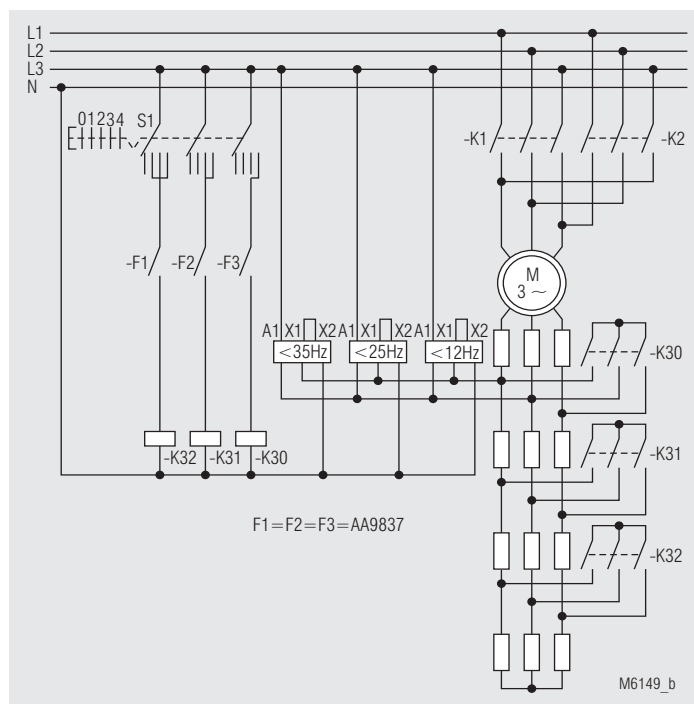 L1
L2
L3
N
01234 S1
-K1
-K2
-F1 -F2 -F3
M
3 ~
A1 X1 X2 A1 X1 X2 A1 X1 X2
<35Hz <25Hz <12Hz
-K30
-K32 -K31 -K30
-K31
F1=F2=F3=AA9837
-K32
M6149_b